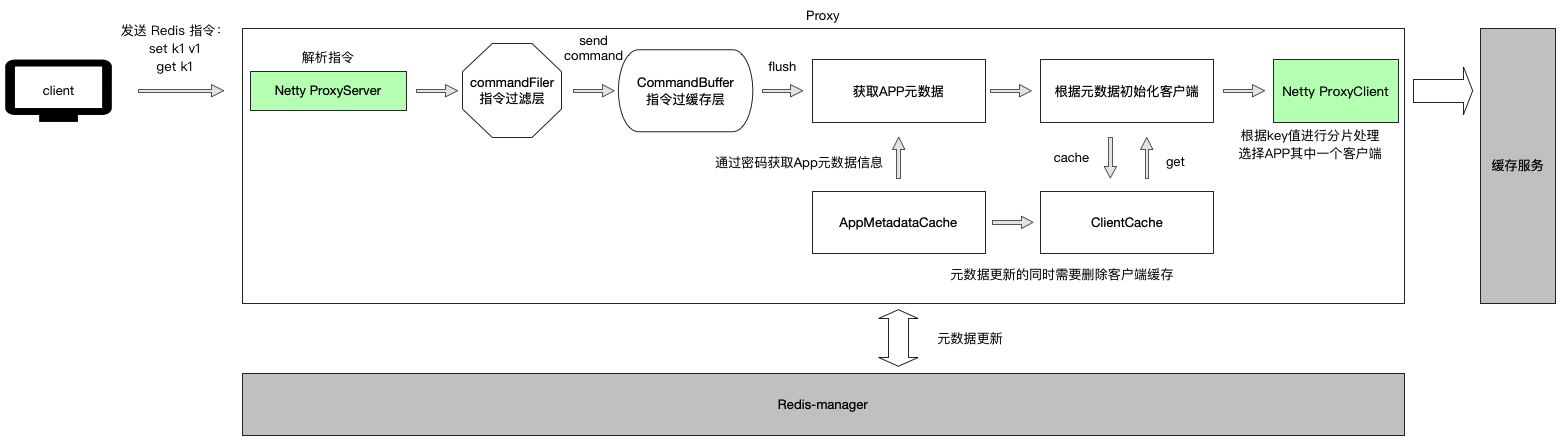 Proxy
发送 Redis 指令：
set k1 v1
get k1
client
解析指令
Netty ProxyServer
commandFiler
指令过滤层
send
command
CommandBuffer
指令过缓存层
flush
获取APP元数据
根据元数据初始化客户端
Netty ProxyClient
根据key值进行分片处理
选择APP其中一个客户端
通过密码获取App元数据信息
cache
get
AppMetadataCache
ClientCache
元数据更新的同时需要删除客户端缓存
缓存服务
元数据更新
Redis-manager